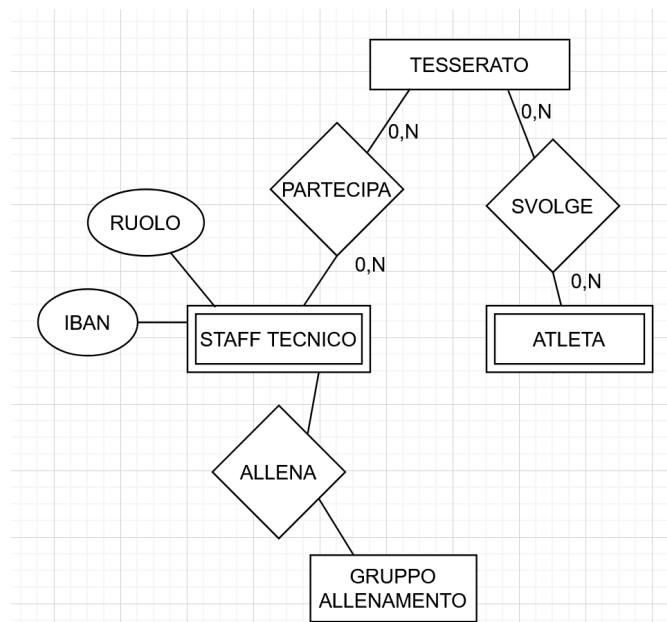 TESSERATO
0,N
0,N
PARTECIPA
SVOLGE
RUOLO
0,N
0,N
IBAN
STAFF TECNICO
ATLETA
ALLENA
GRUPPO
ALLENAMENTO